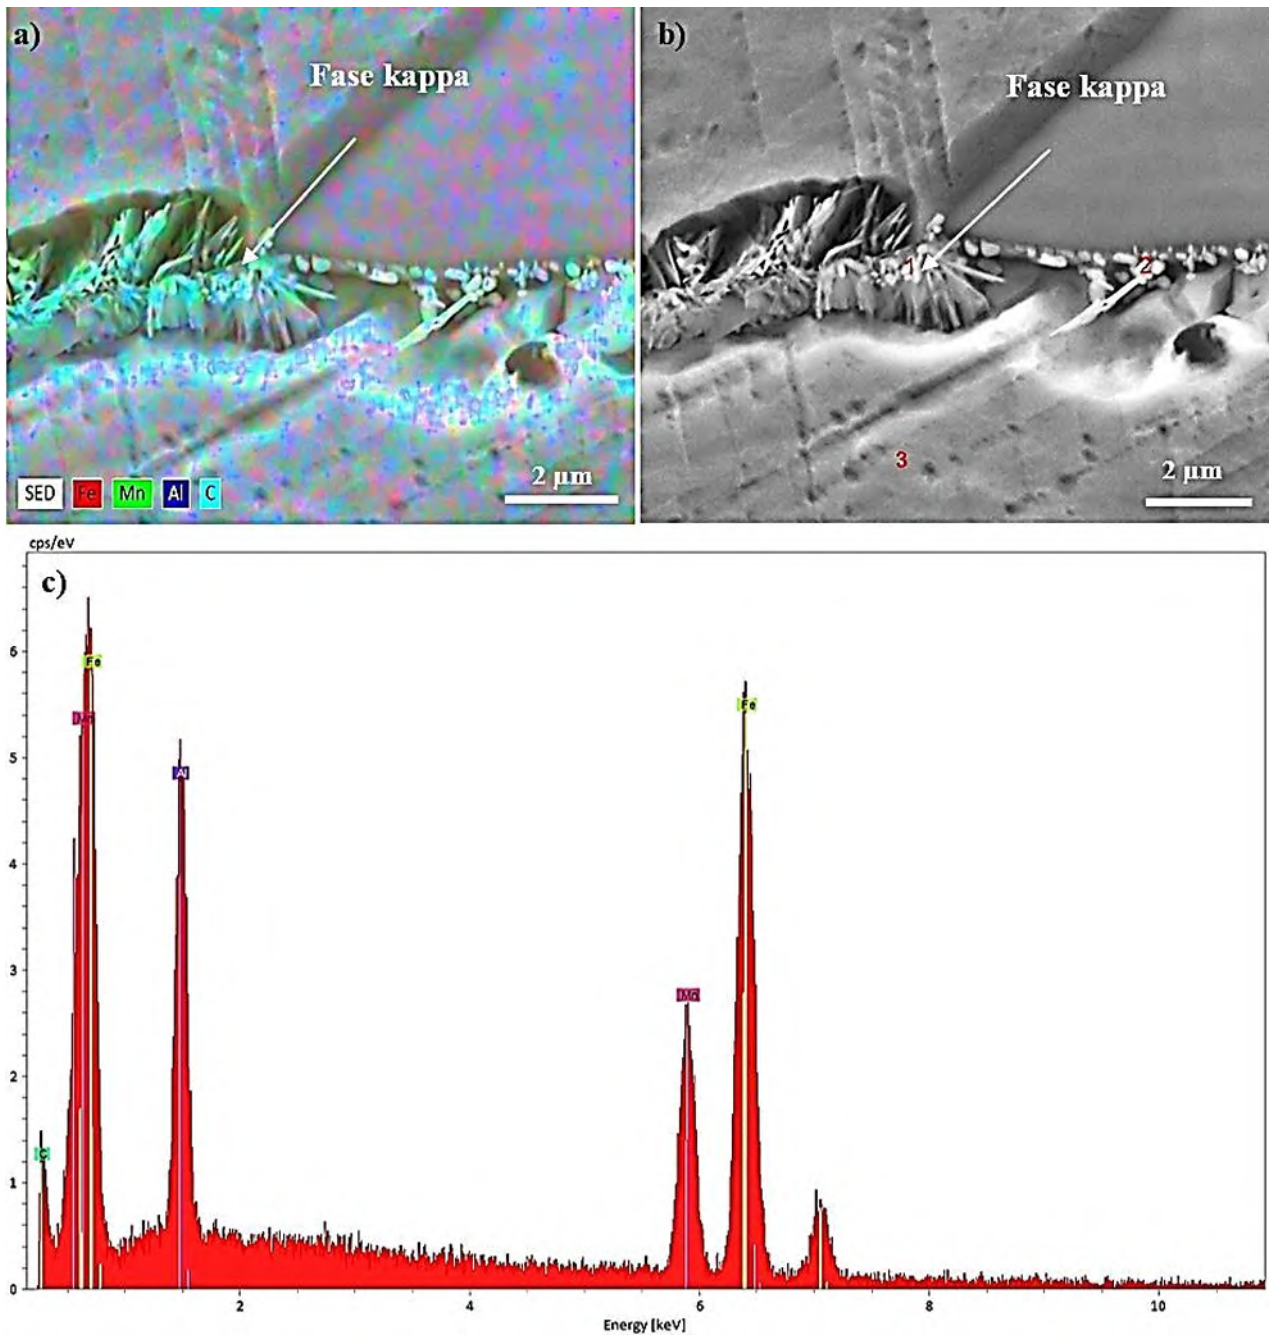 a)
Fase kappa
SED Fe Mn Al C
2 µm
b)
Fase kappa
1
2
3
2 µm
cps/eV
c)
6
5
4
3
2
1
0
Fe
Mn
Al
C
Mn
Fe
2 4 6 8 10
Energy [keV]